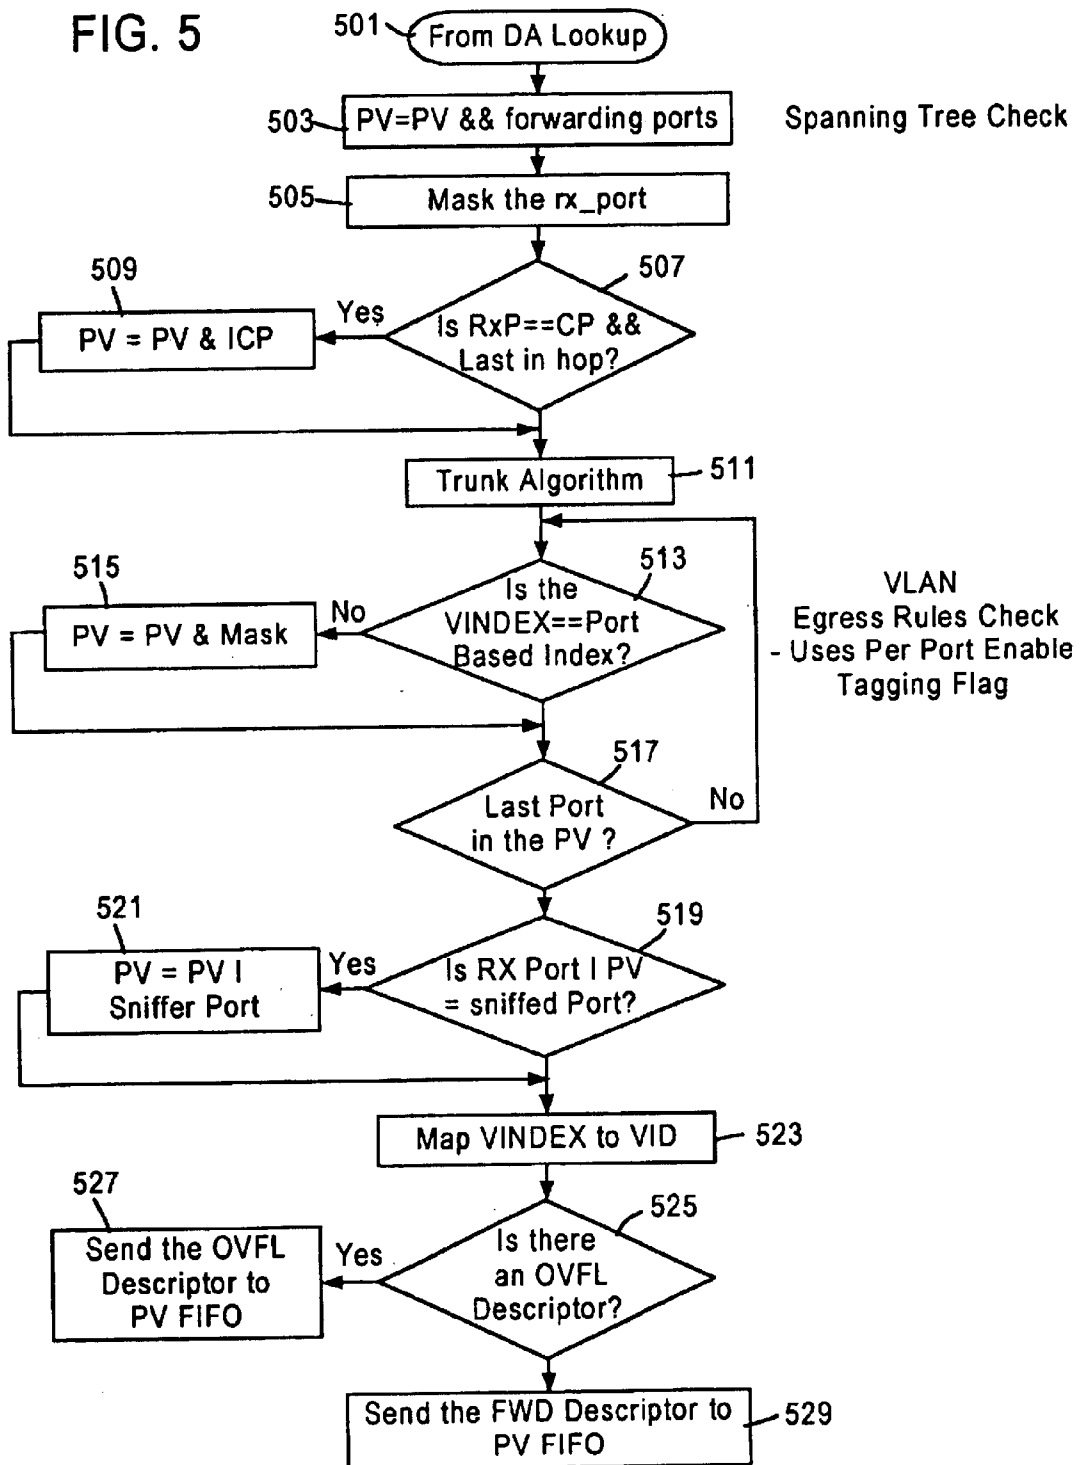 FIG. 5
501
From DA Lookup
503
PV=PV && forwarding ports
Spanning Tree Check
505
Mask the rx_port
507
509
Is RxP==CP &&
Last in hop?
Yes
PV = PV & ICP
Trunk Algorithm
511
513
515
Is the
VINDEX==Port
Based Index?
No
PV = PV & Mask
VLAN
Egress Rules Check
- Uses Per Port Enable
Tagging Flag
517
Last Port
in the PV ?
No
519
521
Is RX Port I PV
= sniffed Port?
Yes
PV = PV I
Sniffer Port
Map VINDEX to VID
523
525
527
Is there
an OVFL
Descriptor?
Yes
Send the OVFL
Descriptor to
PV FIFO
Send the FWD Descriptor to
PV FIFO
529